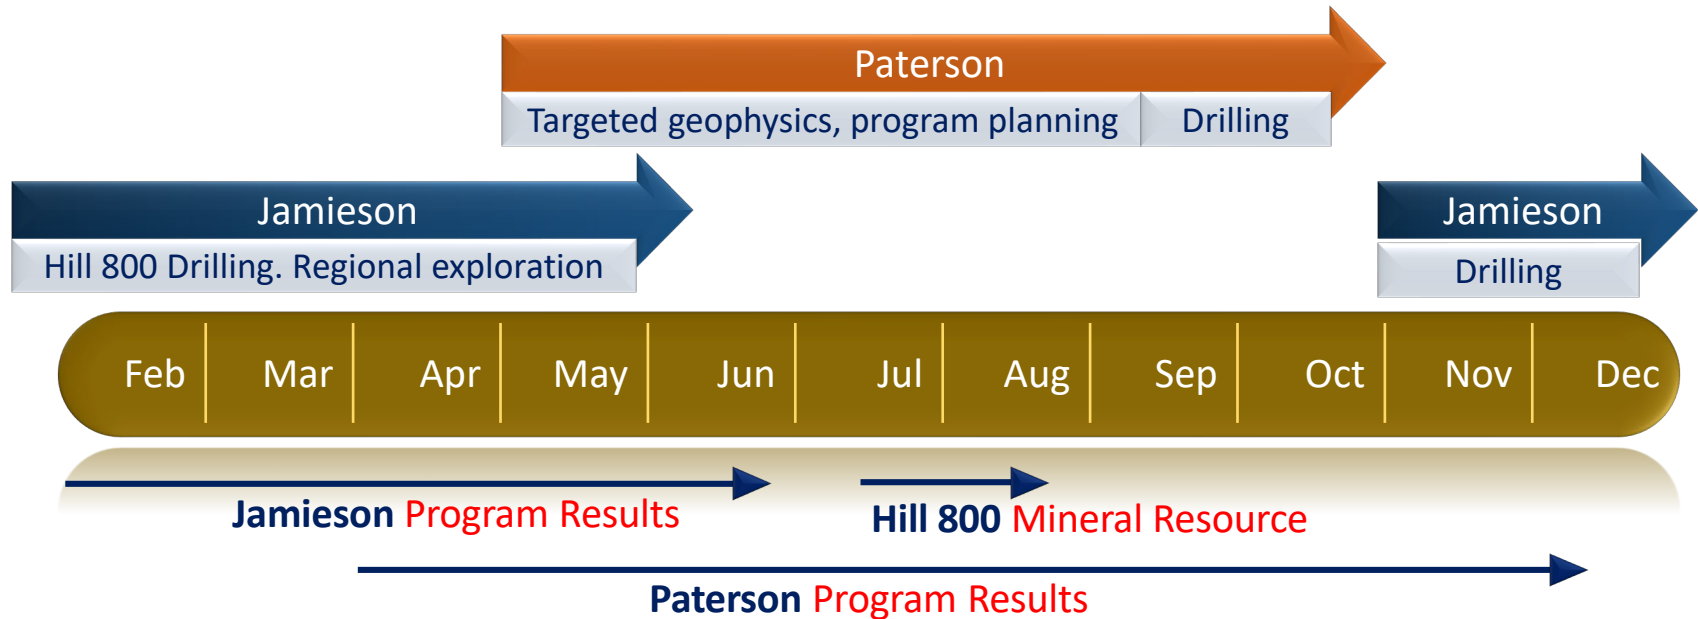 Paterson
Targeted geophysics, program planning
Drilling
Jamieson
Hill 800 Drilling. Regional exploration
Jamieson
Drilling
Feb Mar Apr May Jun Jul Aug Sep Oct Nov Dec
Jamieson Program Results
Hill 800 Mineral Resource
Paterson Program Results